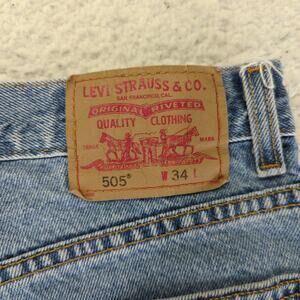 LEVI STRAUSS & CO.
SAN FRANCISCO, CAL.
ORIGINAL RIVETED
QUALITY CLOTHING
TRADE MARK
505® W 34 L